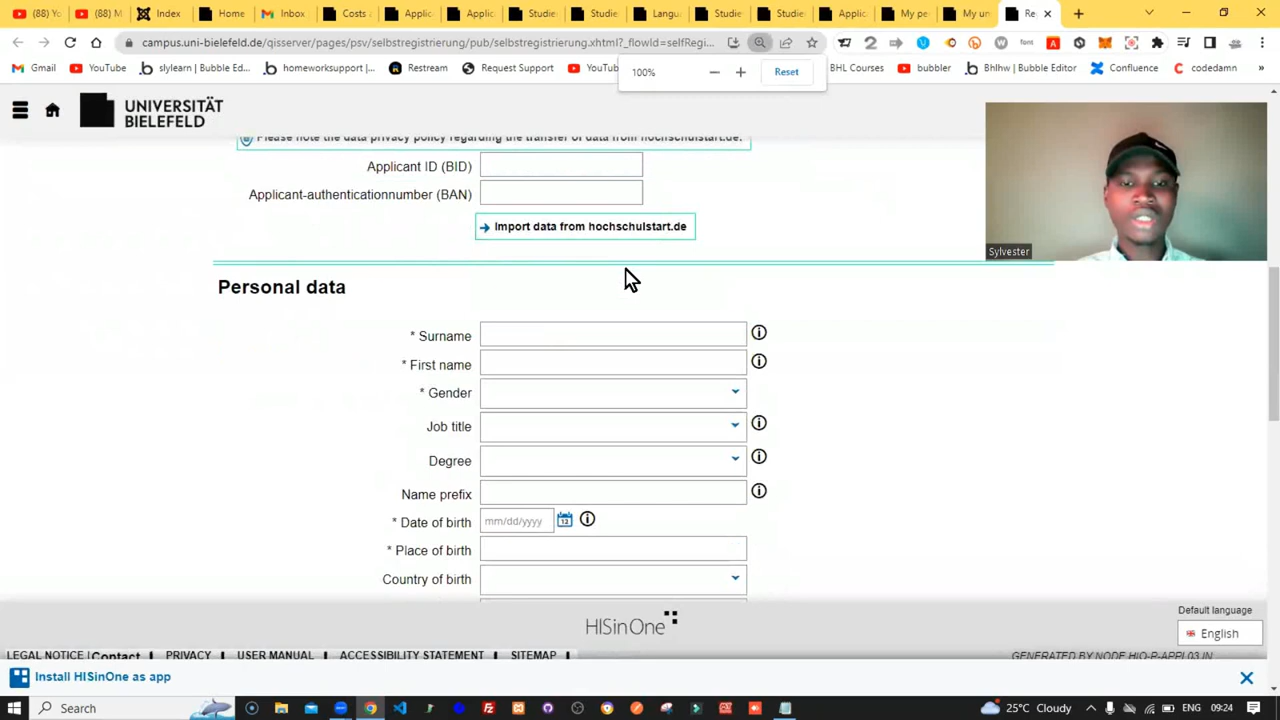 (88) Yo
(88) M
Index
Home
Inbox
Costs a
Applic
Applic
Studier
Studie
Langu
Studer
Studie
Applic
My pe
My un
Re
campus.uni-bielefeld.de/qisserver/pages/psv/selbstregistrierung/pub/selbstregistrierung.xhtml?_flowId=selfRegi...
font
Gmail
YouTube
slylearn | Bubble Ed...
homeworksupport | ...
Restream
Request Support
YouTub
BHL Courses
bubbler
Bhlhw | Bubble Editor
Confluence
codedamn
»
100%
Reset
UNIVERSITÄT
BIELEFELD
Please note the data privacy policy regarding the transfer of data from hochschulstart.de.
Applicant ID (BID)
Applicant-authenticationnumber (BAN)
Import data from hochschulstart.de
Sylvester
Personal data
* Surname
* First name
* Gender
Job title
Degree
Name prefix
* Date of birth mm/dd/yyyy
* Place of birth
Country of birth
HISinOne
Default language
English
LEGAL NOTICE | Contact | PRIVACY | USER MANUAL | ACCESSIBILITY STATEMENT | SITEMAP |
GENERATED BY NODE HIO-P-APPL03 IN
Install HISinOne as app
Search
25°C Cloudy
09:24